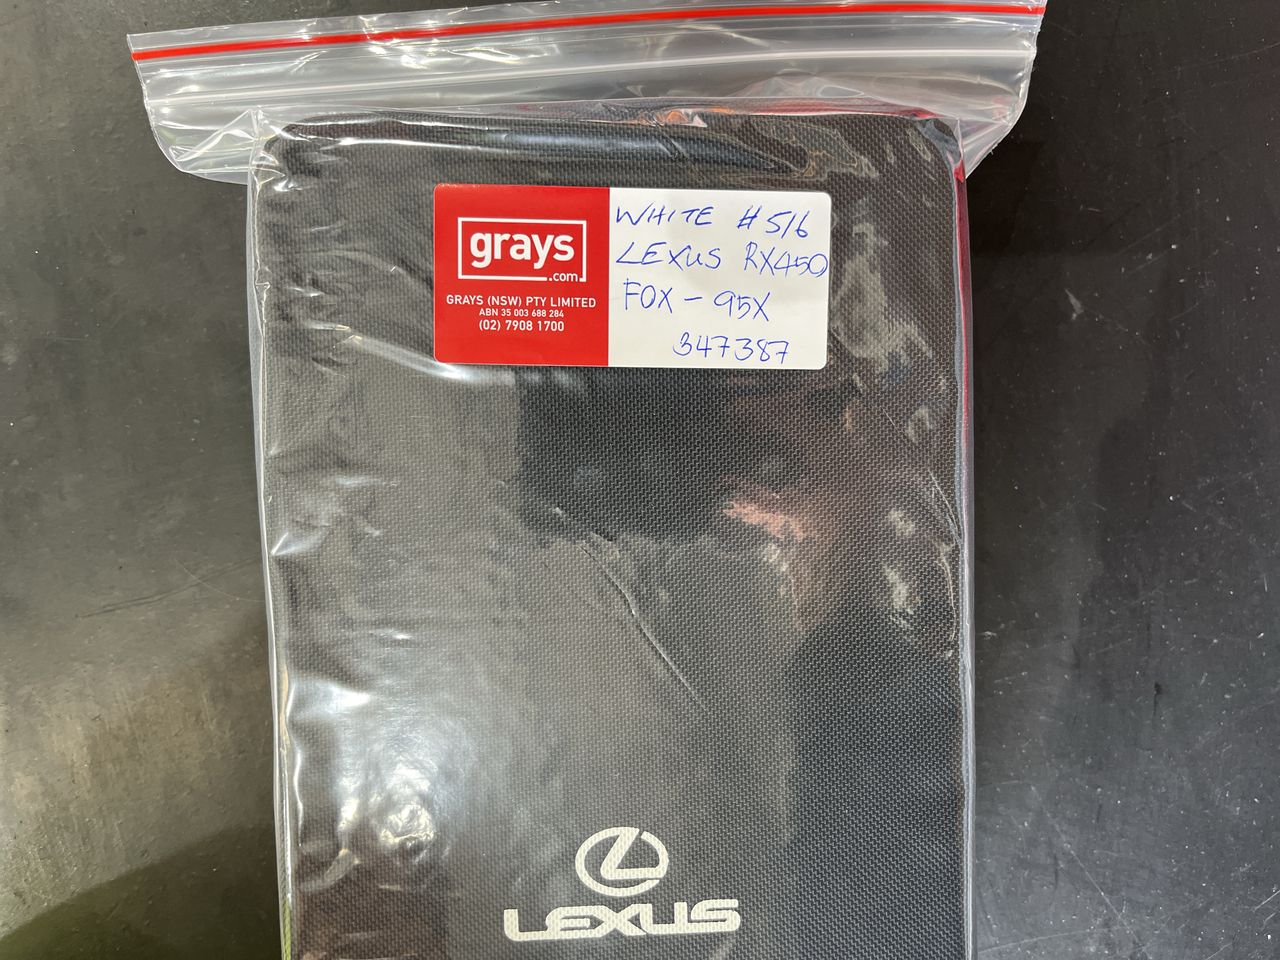 grays
.com
GRAYS (NSW) PTY LIMITED
ABN 35 003 688 284
(02) 7908 1700
WHITE #516
LEXUS RX450
FOX - 95X
347387
LEXUS